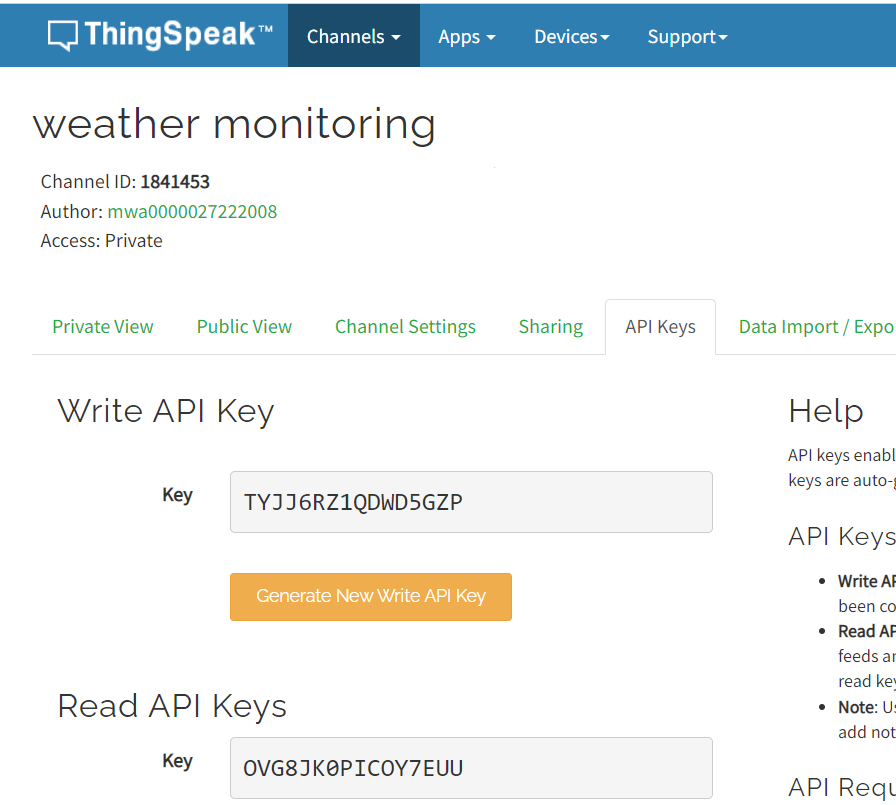 ThingSpeak™ Channels Apps Devices Support
weather monitoring
Channel ID: 1841453
Author: mwa0000027222008
Access: Private
Private View Public View Channel Settings Sharing API Keys Data Import / Expo
Write API Key
Key TYJJ6RZ1QDWD5GZP
Generate New Write API Key
Read API Keys
Key OVG8JK0PICOY7EUU
Help
API keys enabl
keys are auto-g
API Keys
Write AP
been co
Read AP
feeds an
read key
Note: Us
add not
API Requ